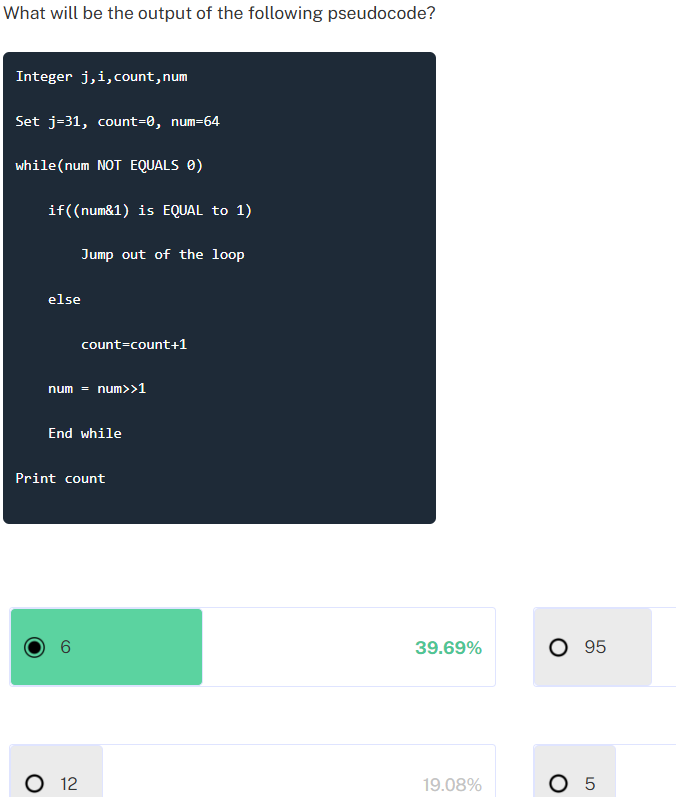 What will be the output of the following pseudocode?
Integer j,i,count,num
Set j=31, count=0, num=64
while(num NOT EQUALS 0)
if((num&1) is EQUAL to 1)
Jump out of the loop
else
count=count+1
num = num>>1
End while
Print count
6
39.69%
95
12
19.08%
5